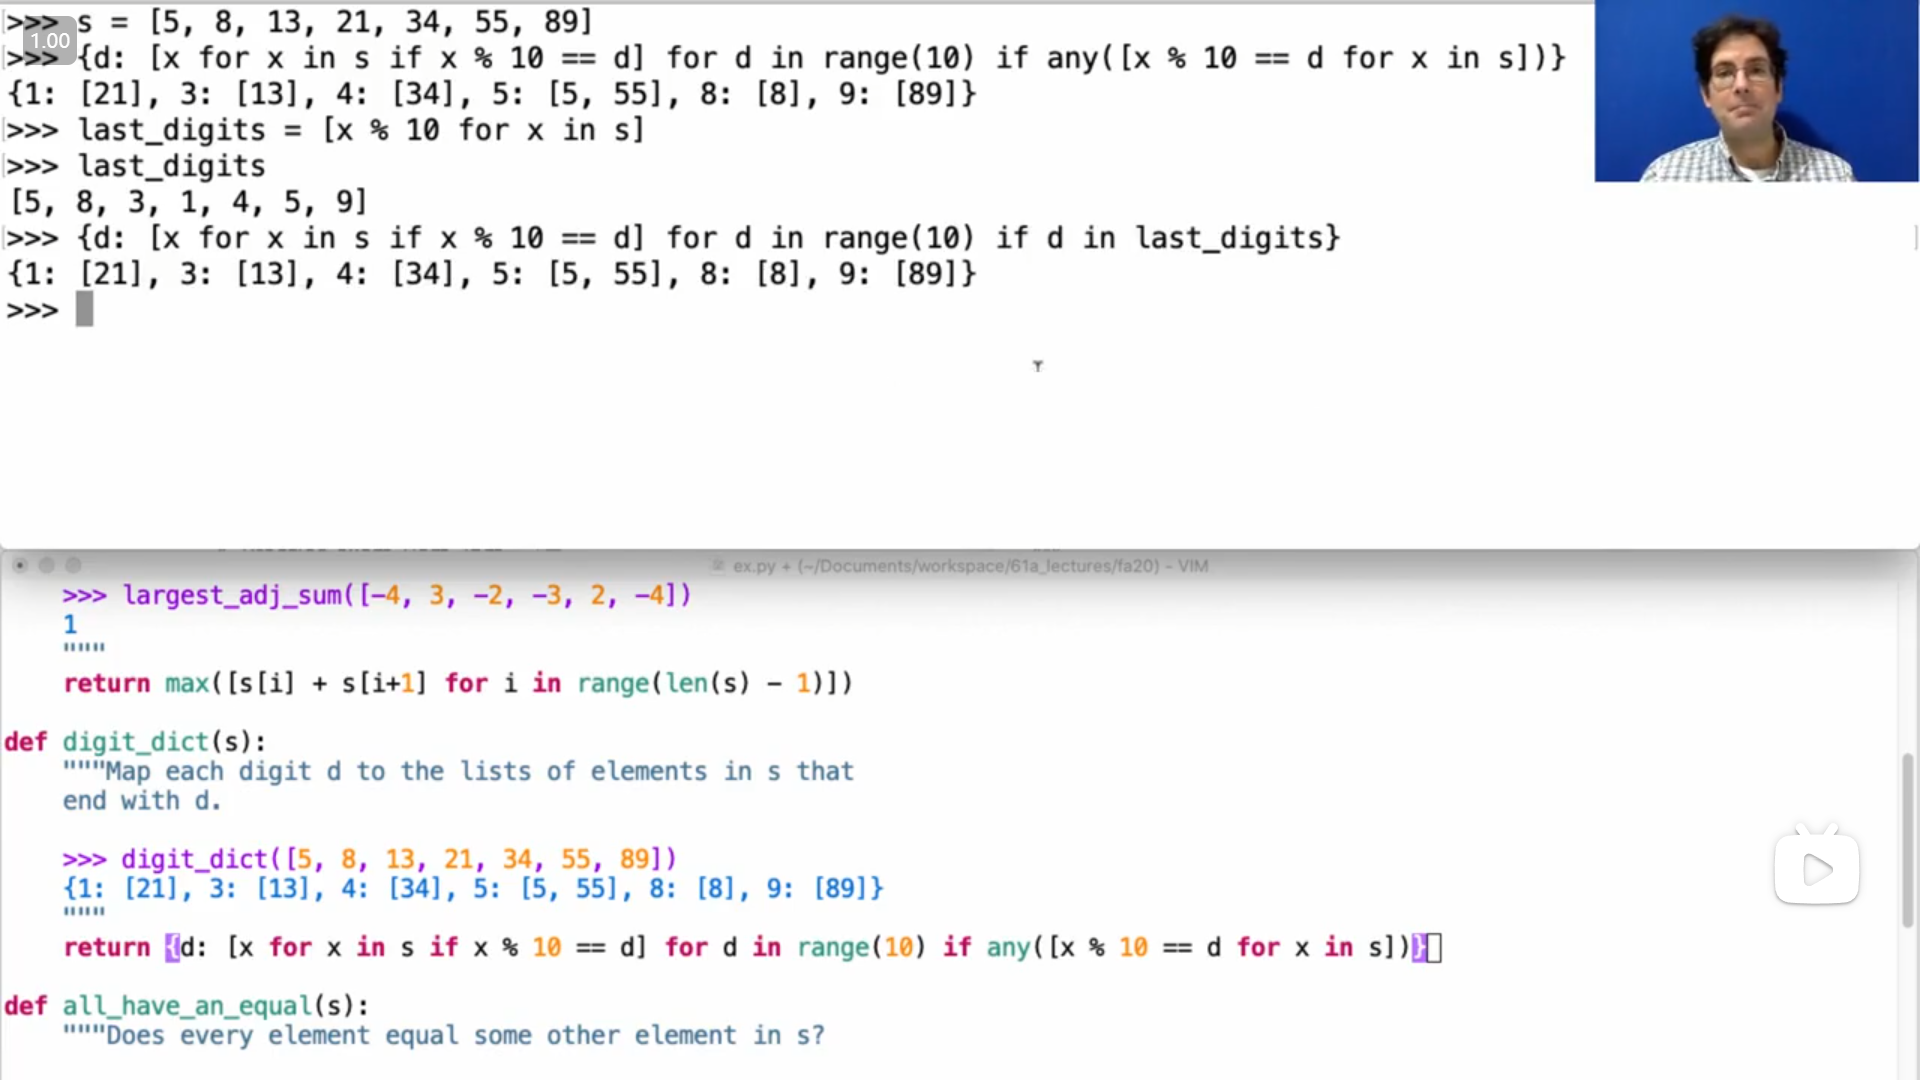 >>> s = [5, 8, 13, 21, 34, 55, 89]
1.00
>>> {d: [x for x in s if x % 10 == d] for d in range(10) if any([x % 10 == d for x in s])}
{1: [21], 3: [13], 4: [34], 5: [5, 55], 8: [8], 9: [89]}
>>> last_digits = [x % 10 for x in s]
>>> last_digits
[5, 8, 3, 1, 4, 5, 9]
>>> {d: [x for x in s if x % 10 == d] for d in range(10) if d in last_digits}
{1: [21], 3: [13], 4: [34], 5: [5, 55], 8: [8], 9: [89]}
>>>
ex.py + (~/Documents/workspace/61a_lectures/fa20) - VIM
>>> largest_adj_sum([-4, 3, -2, -3, 2, -4])
1
"""
return max([s[i] + s[i+1] for i in range(len(s) - 1)])
def digit_dict(s):
"""Map each digit d to the lists of elements in s that
end with d.
>>> digit_dict([5, 8, 13, 21, 34, 55, 89])
{1: [21], 3: [13], 4: [34], 5: [5, 55], 8: [8], 9: [89]}
"""
return {d: [x for x in s if x % 10 == d] for d in range(10) if any([x % 10 == d for x in s])}
def all_have_an_equal(s):
"""Does every element equal some other element in s?